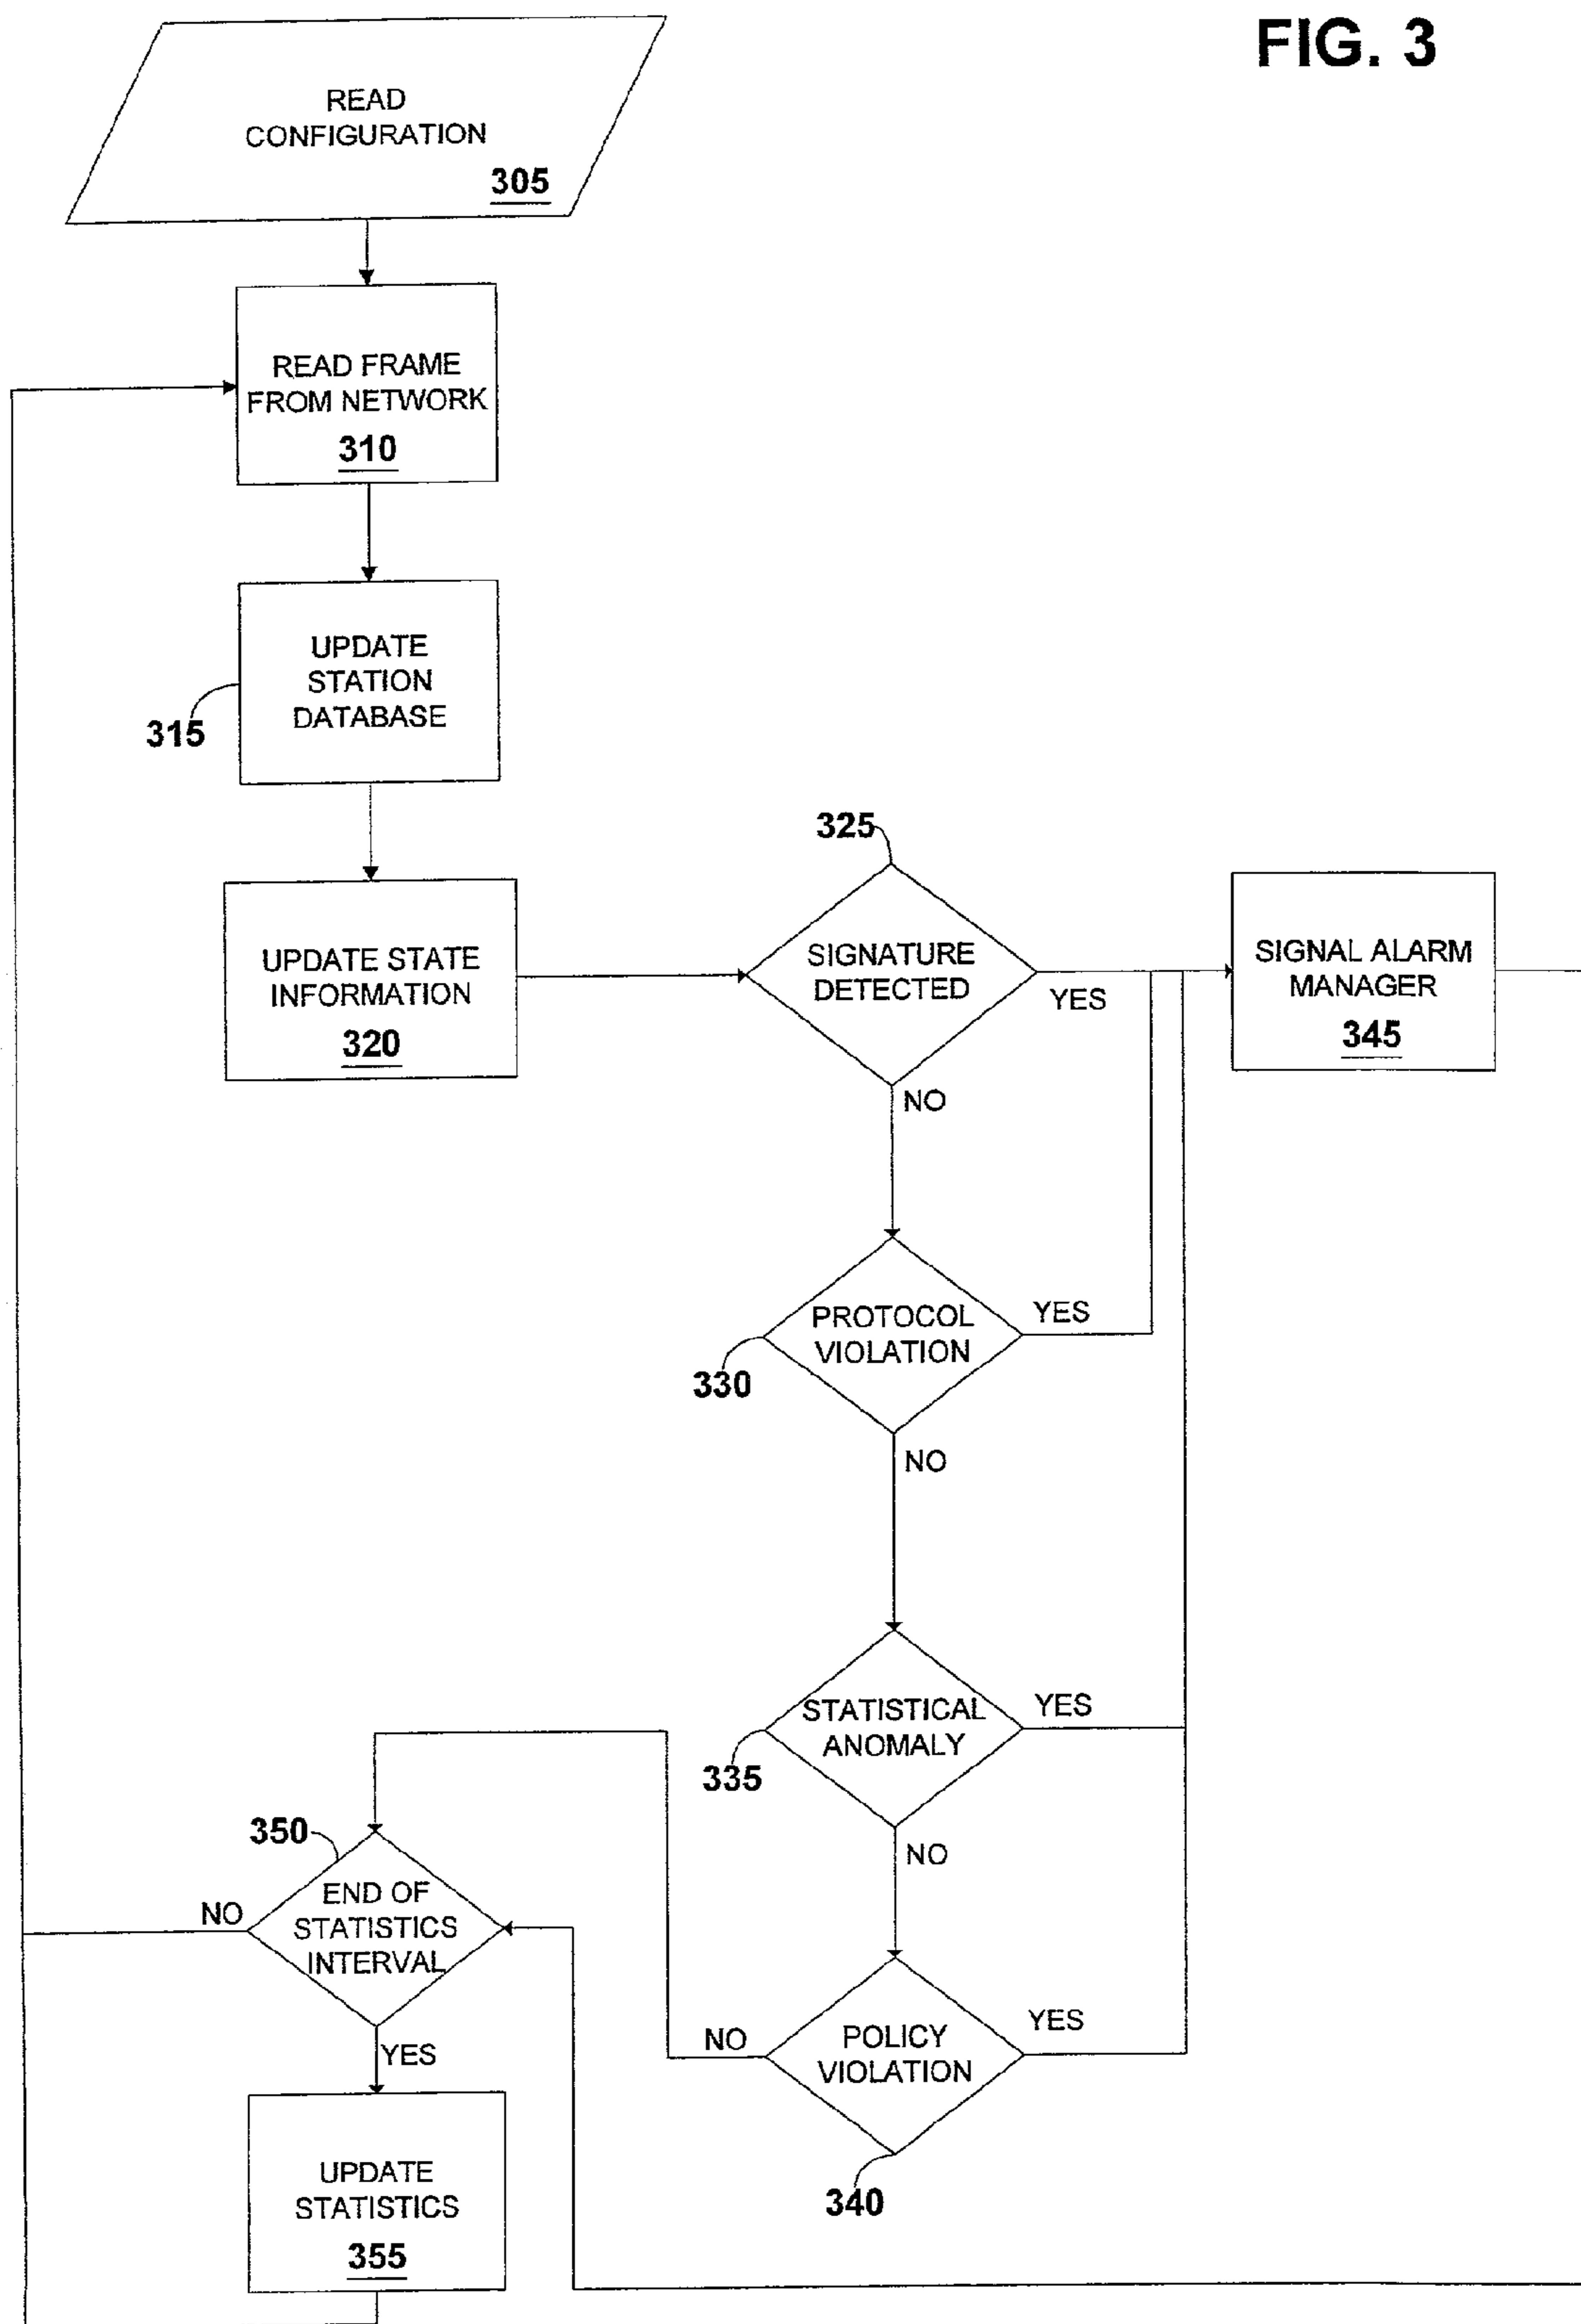 FIG. 3
READ
CONFIGURATION
305
READ FRAME
FROM NETWORK
310
UPDATE
STATION
DATABASE
315
325
UPDATE STATE
INFORMATION
320
SIGNATURE
DETECTED
YES
NO
SIGNAL ALARM
MANAGER
345
PROTOCOL
VIOLATION
YES
330
NO
STATISTICAL
ANOMALY
YES
335
NO
350
END OF
STATISTICS
INTERVAL
NO
YES
POLICY
VIOLATION
NO
YES
340
UPDATE
STATISTICS
355